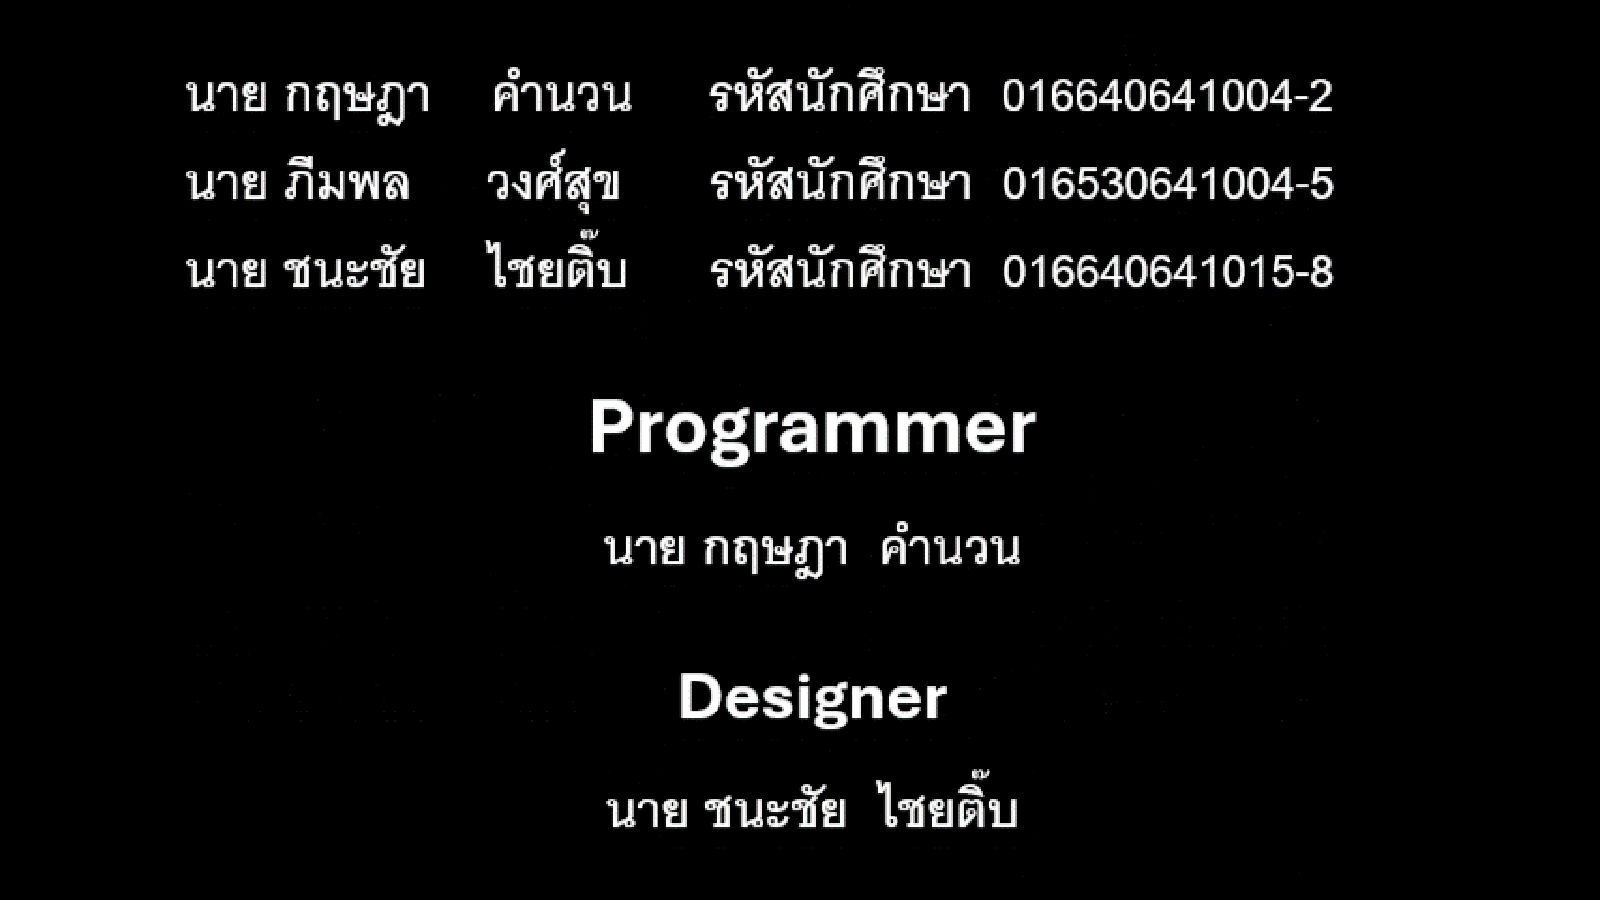 นาย กฤษฎา คำนวน รหัสนักศึกษา 016640641004-2
นาย ภีมพล วงศ์สุข รหัสนักศึกษา 016530641004-5
นาย ชนะชัย ไชยติ๊บ รหัสนักศึกษา 016640641015-8
Programmer
นาย กฤษฎา คำนวน
Designer
นาย ชนะชัย ไชยติ๊บ